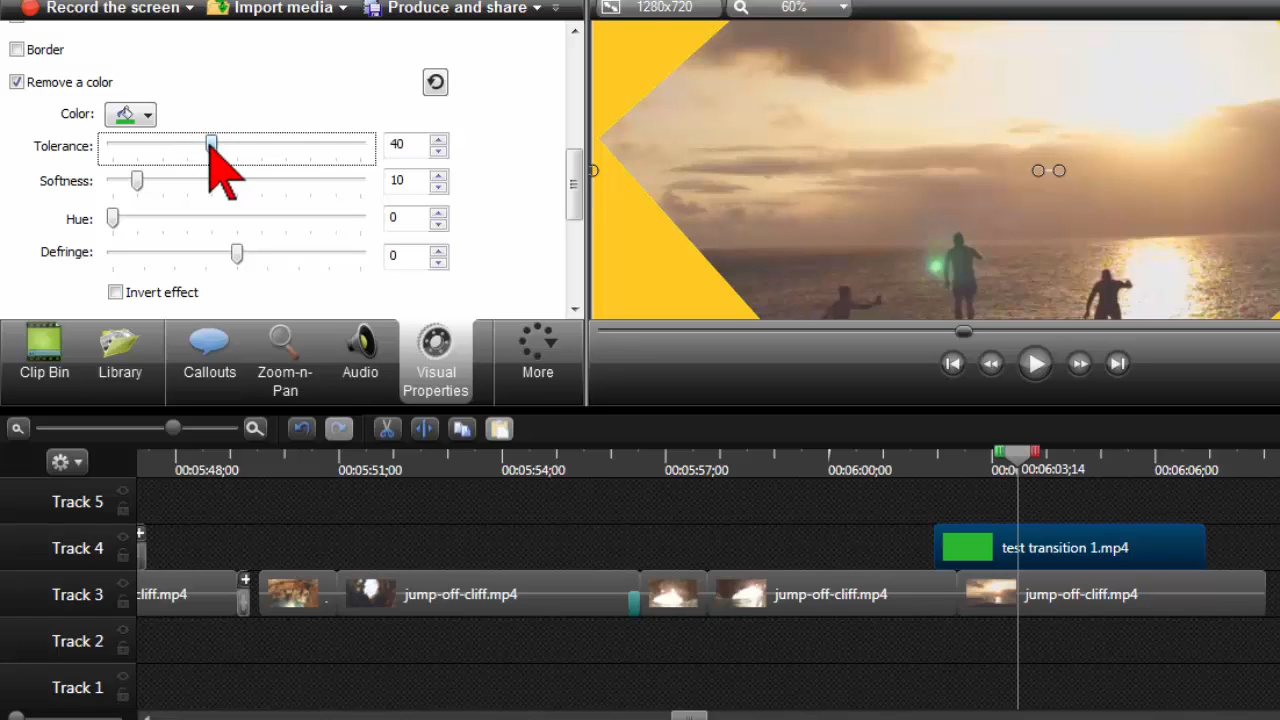 Record the screen
Import media
Produce and share
1280x720
60%
Border
Remove a color
Color:
Tolerance:
40
Softness:
10
Hue:
0
Defringe:
0
Invert effect
Clip Bin
Library
Callouts
Zoom-n-
Pan
Audio
Visual
Properties
More
00:05:48;00
00:05:51;00
00:05:54;00
00:05:57;00
00:06:00;00
00:06:03;14
00:06:06;00
Track 5
Track 4
test transition 1.mp4
Track 3
cliff.mp4
jump-off-cliff.mp4
jump-off-cliff.mp4
jump-off-cliff.mp4
Track 2
Track 1